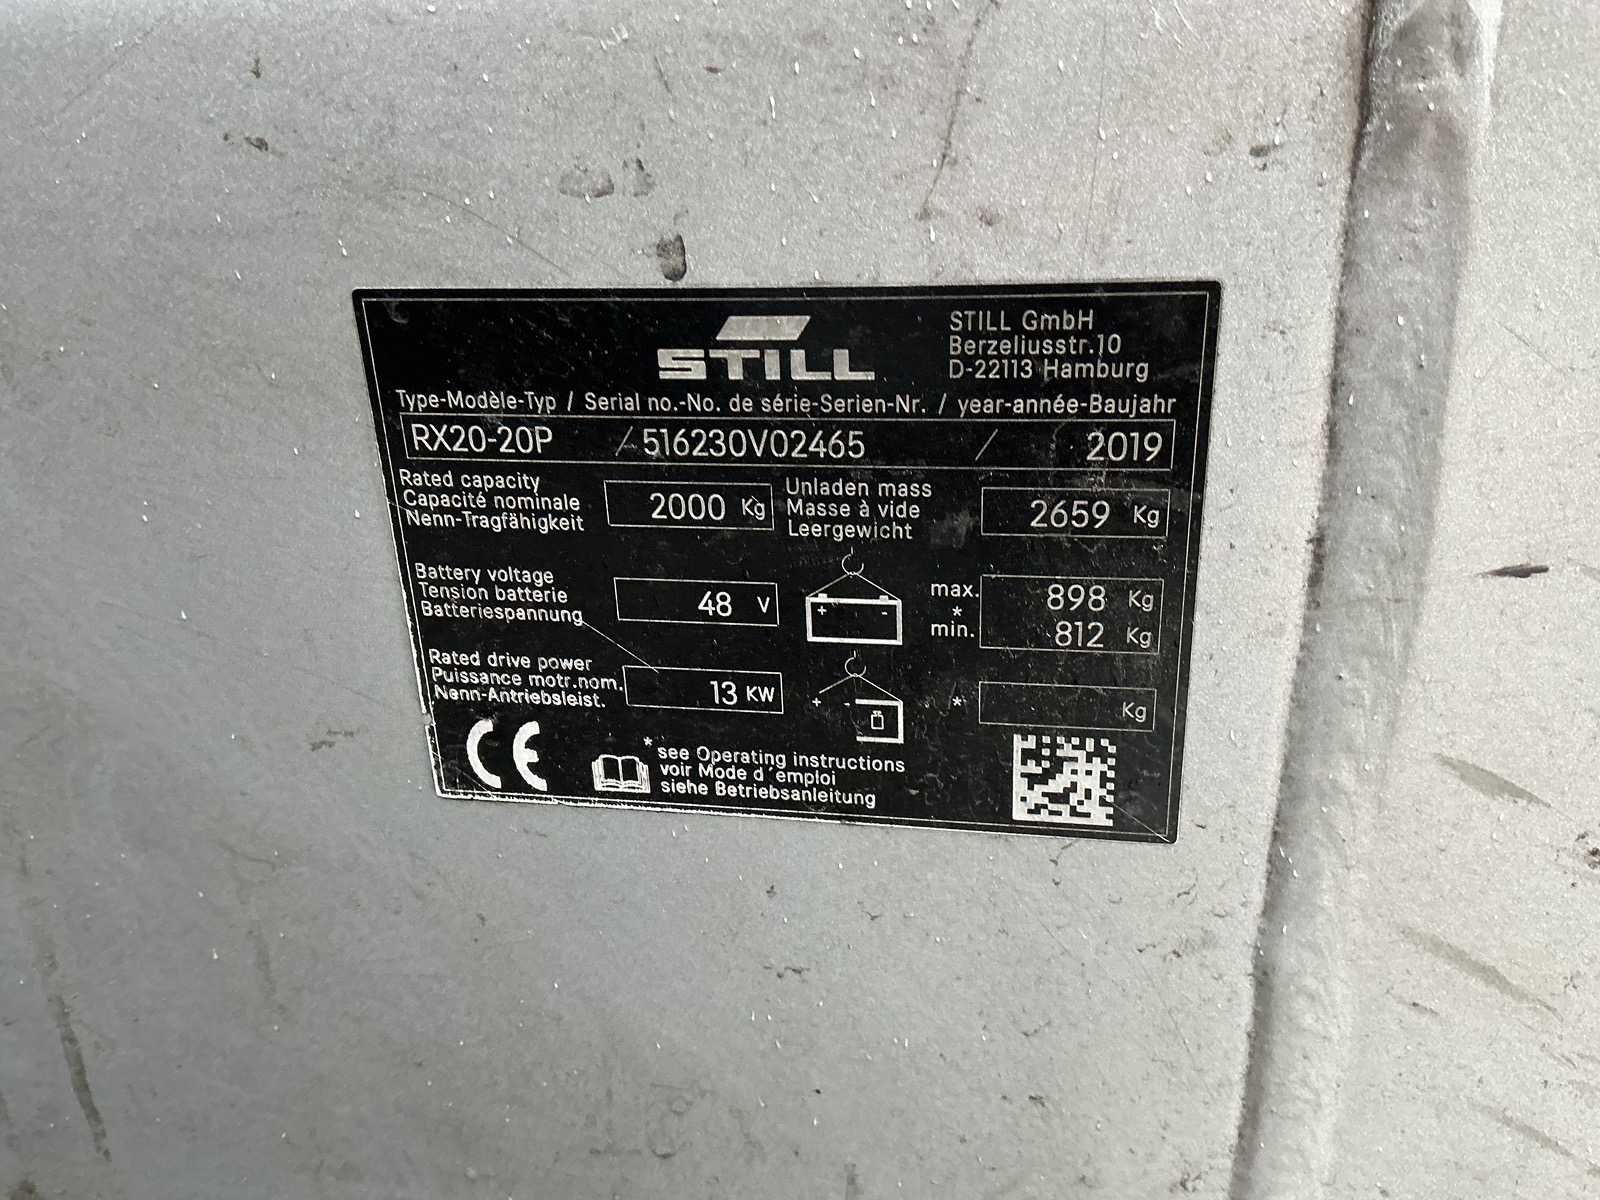 STILL
STILL GmbH
Berzeliusstr.10
D-22113 Hamburg
Type-Modèle-Typ / Serial no.-No. de série-Serien-Nr. / year-année-Baujahr
RX20-20P / 516230V02465 / 2019
Rated capacity
Capacité nominale
Nenn-Tragfähigkeit
2000 Kg
Unladen mass
Masse à vide
Leergewicht
2659 Kg
Battery voltage
Tension batterie
Batteriespannung
48 V
+ -
max. 898 Kg
*
min. 812 Kg
Rated drive power
Puissance motr.nom.
Nenn-Antriebsleist.
13 KW
+ -
* Kg
CE
* see Operating instructions
voir Mode d'emploi
siehe Betriebsanleitung